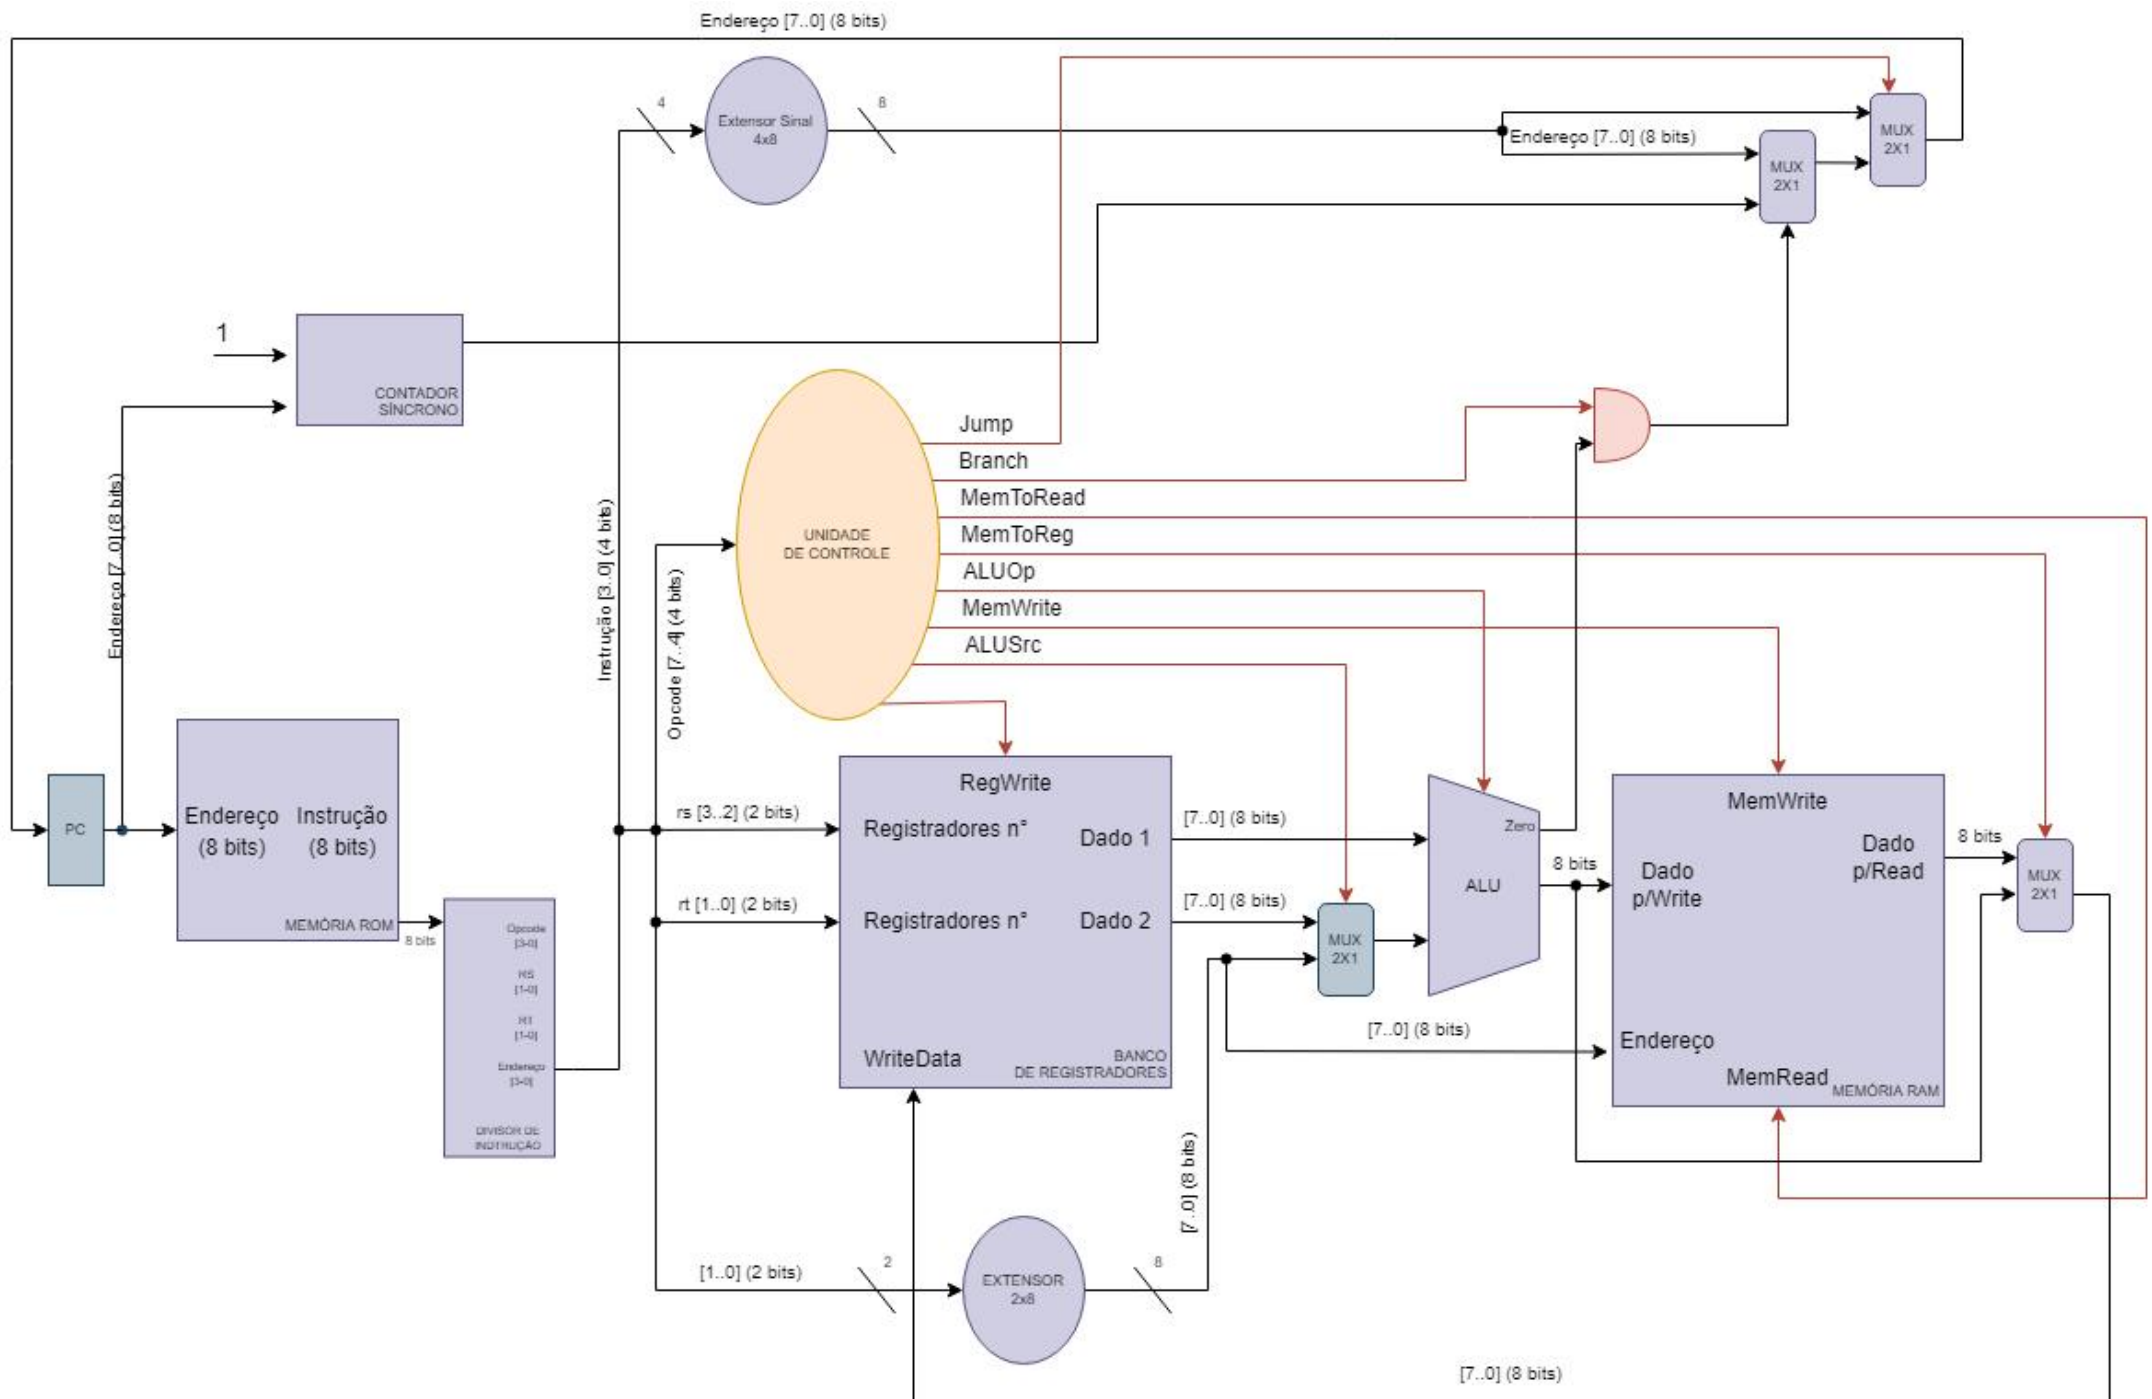 Endereço [7..0] (8 bits)
4
Extensor Sinal
4x8
8
Endereço [7..0] (8 bits)
MUX
2X1
MUX
2X1
1
CONTADOR
SÍNCRONO
Endereço [7..0] (8 bits)
Instrução [3..0] (4 bits)
Opcode [7..4] (4 bits)
UNIDADE
DE CONTROLE
Jump
Branch
MemToRead
MemToReg
ALUOp
MemWrite
ALUSrc
PC
Endereço
(8 bits)
Instrução
(8 bits)
MEMÓRIA ROM
8 bits
Opcode
[3-0]
RS
[1-0]
RT
[1-0]
Endereço
[3-0]
DIVISOR DE
INSTRUÇÃO
rs [3..2] (2 bits)
rt [1..0] (2 bits)
RegWrite
Registradores n°
Dado 1
Registradores n°
Dado 2
WriteData
BANCO
DE REGISTRADORES
[7..0] (8 bits)
[7..0] (8 bits)
MUX
2X1
ALU
Zero
8 bits
[7..0] (8 bits)
MemWrite
Dado
p/Write
Dado
p/Read
Endereço
MemRead
MEMÓRIA RAM
8 bits
MUX
2X1
[7..0] (8 bits)
[1..0] (2 bits)
2
EXTENSOR
2x8
8
[7..0] (8 bits)